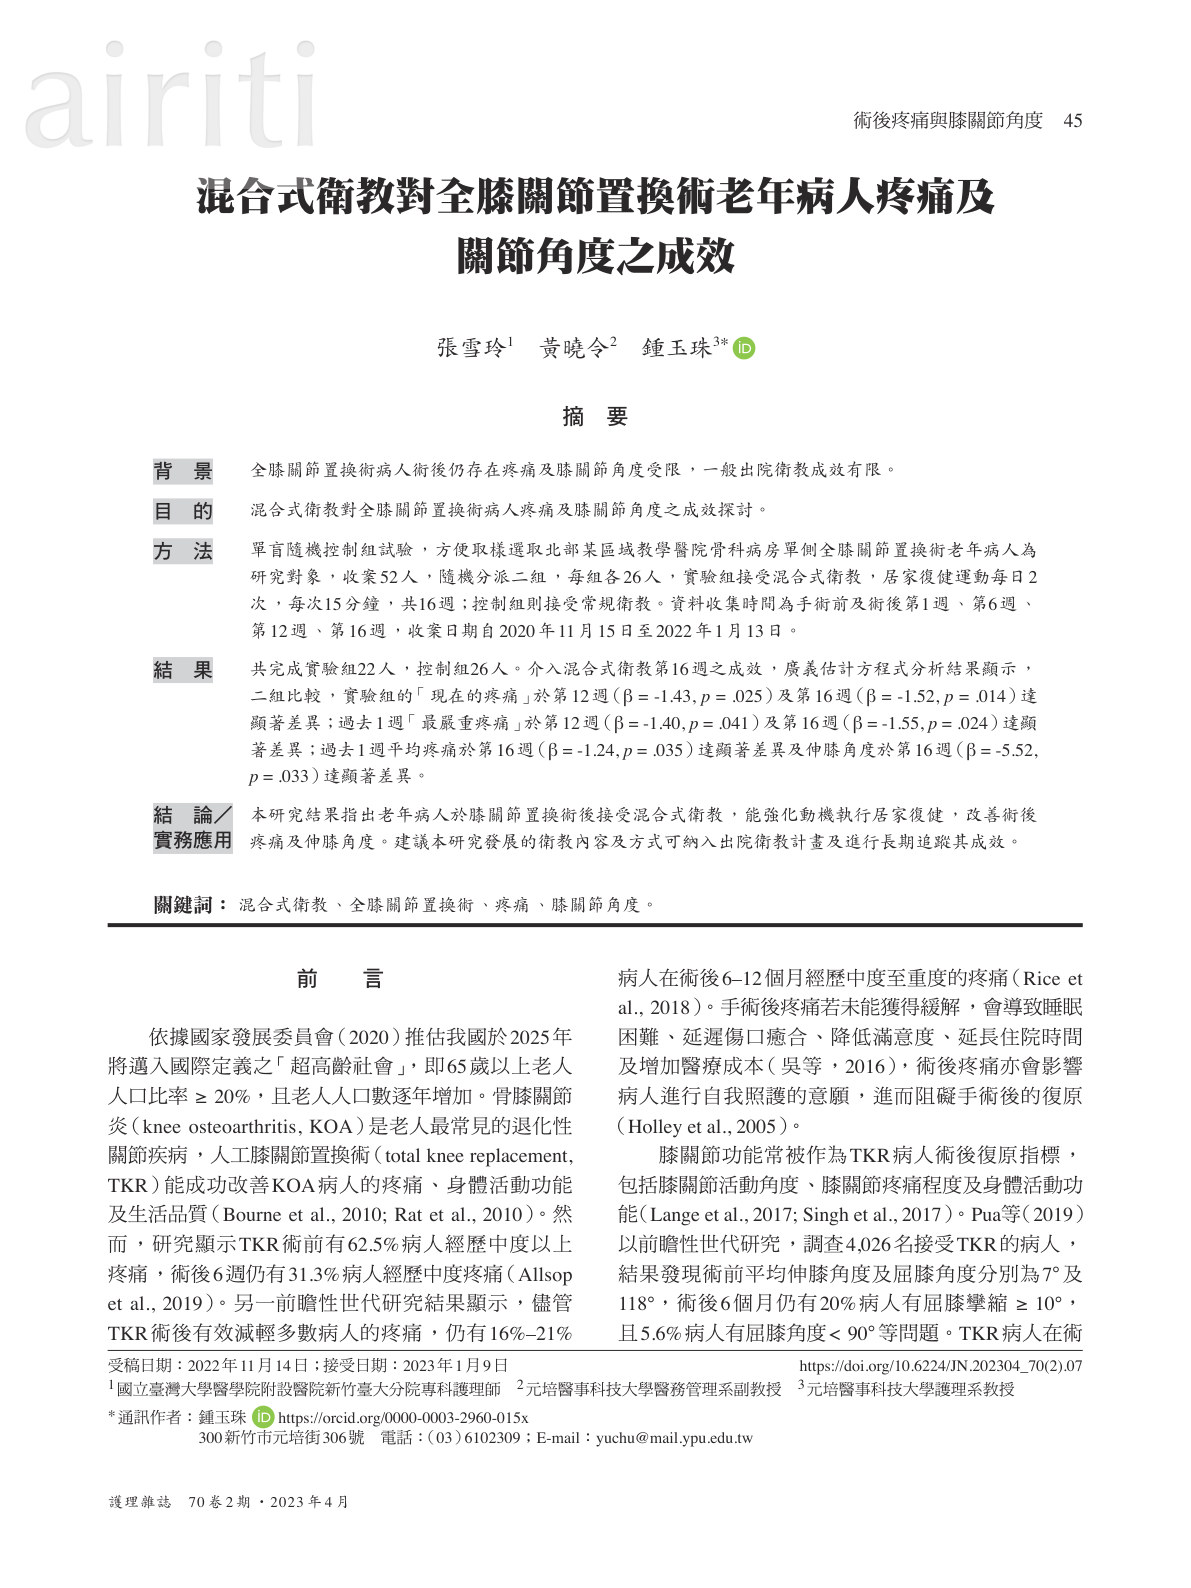 airiti
術後疼痛與膝關節角度 45
混合式衛教對全膝關節置換術老年病人疼痛及
關節角度之成效
張雪玲1 黃曉令2 鍾玉珠3* iD
摘 要
背 景 全膝關節置換術病人術後仍存在疼痛及膝關節角度受限，一般出院衛教成效有限。
目 的 混合式衛教對全膝關節置換術病人疼痛及膝關節角度之成效探討。
方 法 單盲隨機控制組試驗，方便取樣選取北部某區域教學醫院骨科病房單側全膝關節置換術老年病人為
研究對象，收案52人，隨機分派二組，每組各26人，實驗組接受混合式衛教，居家復健運動每日2
次，每次15分鐘，共16週；控制組則接受常規衛教。資料收集時間為手術前及術後第1週、第6週、
第12週、第16週，收案日期自2020年11月15日至2022年1月13日。
結 果 共完成實驗組22人，控制組26人。介入混合式衛教第16週之成效，廣義估計方程式分析結果顯示，
二組比較，實驗組的「現在的疼痛」於第12週（β = -1.43, p = .025）及第16週（β = -1.52, p = .014）達
顯著差異；過去1週「最嚴重疼痛」於第12週（β = -1.40, p = .041）及第16週（β = -1.55, p = .024）達顯
著差異；過去1週平均疼痛於第16週（β = -1.24, p = .035）達顯著差異及伸膝角度於第16週（β = -5.52,
p = .033）達顯著差異。
結 論／ 本研究結果指出老年病人於膝關節置換術後接受混合式衛教，能強化動機執行居家復健，改善術後
實務應用 疼痛及伸膝角度。建議本研究發展的衛教內容及方式可納入出院衛教計畫及進行長期追蹤其成效。
關鍵詞： 混合式衛教、全膝關節置換術、疼痛、膝關節角度。
前 言
依據國家發展委員會（2020）推估我國於2025年
將邁入國際定義之「超高齡社會」，即65歲以上老人
人口比率 ≥ 20%，且老人人口數逐年增加。骨膝關節
炎（knee osteoarthritis, KOA）是老人最常見的退化性
關節疾病，人工膝關節置換術（total knee replacement,
TKR）能成功改善KOA病人的疼痛、身體活動功能
及生活品質（Bourne et al., 2010; Rat et al., 2010）。然
而，研究顯示TKR術前有62.5%病人經歷中度以上
疼痛，術後6週仍有31.3%病人經歷中度疼痛（Allsop
et al., 2019）。另一前瞻性世代研究結果顯示，儘管
TKR術後有效減輕多數病人的疼痛，仍有16%–21%
病人在術後6–12個月經歷中度至重度的疼痛（Rice et
al., 2018）。手術後疼痛若未能獲得緩解，會導致睡眠
困難、延遲傷口癒合、降低滿意度、延長住院時間
及增加醫療成本（吳等，2016），術後疼痛亦會影響
病人進行自我照護的意願，進而阻礙手術後的復原
（Holley et al., 2005）。
膝關節功能常被作為TKR病人術後復原指標，
包括膝關節活動角度、膝關節疼痛程度及身體活動功
能（Lange et al., 2017; Singh et al., 2017）。Pua等（2019）
以前瞻性世代研究，調查4,026名接受TKR的病人，
結果發現術前平均伸膝角度及屈膝角度分別為7°及
118°，術後6個月仍有20%病人有屈膝攣縮 ≥ 10°，
且5.6%病人有屈膝角度< 90°等問題。TKR病人在術
受稿日期：2022年11月14日；接受日期：2023年1月9日 https://doi.org/10.6224/JN.202304_70(2).07
1國立臺灣大學醫學院附設醫院新竹臺大分院專科護理師 2元培醫事科技大學醫務管理系副教授 3元培醫事科技大學護理系教授
*通訊作者：鍾玉珠 iD https://orcid.org/0000-0003-2960-015x
300新竹市元培街306號 電話：（03）6102309；E-mail：yuchu@mail.ypu.edu.tw
護理雜誌 70卷2期・2023年4月